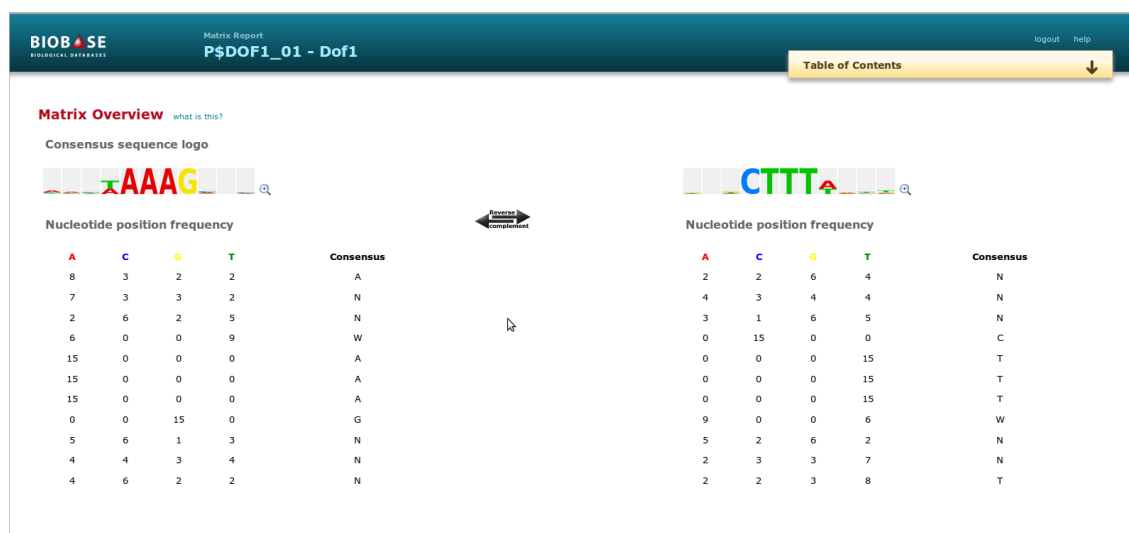 BIOBASE
BIOLOGICAL DATABASES
Matrix Report
P$DOF1_01 - Dof1
logout help
Table of Contents
Matrix Overview what is this?
Consensus sequence logo
TAAAG CTTTA
Nucleotide position frequency Reverse complement Nucleotide position frequency
A C G T Consensus A C G T Consensus
8 3 2 2 A 2 2 6 4 N
7 3 3 2 N 4 3 4 4 N
2 6 2 5 N 3 1 6 5 N
6 0 0 9 W 0 15 0 0 C
15 0 0 0 A 0 0 0 15 T
15 0 0 0 A 0 0 0 15 T
15 0 0 0 A 0 0 0 15 T
0 0 15 0 G 9 0 0 6 W
5 6 1 3 N 5 2 6 2 N
4 4 3 4 N 2 3 3 7 N
4 6 2 2 N 2 2 3 8 T